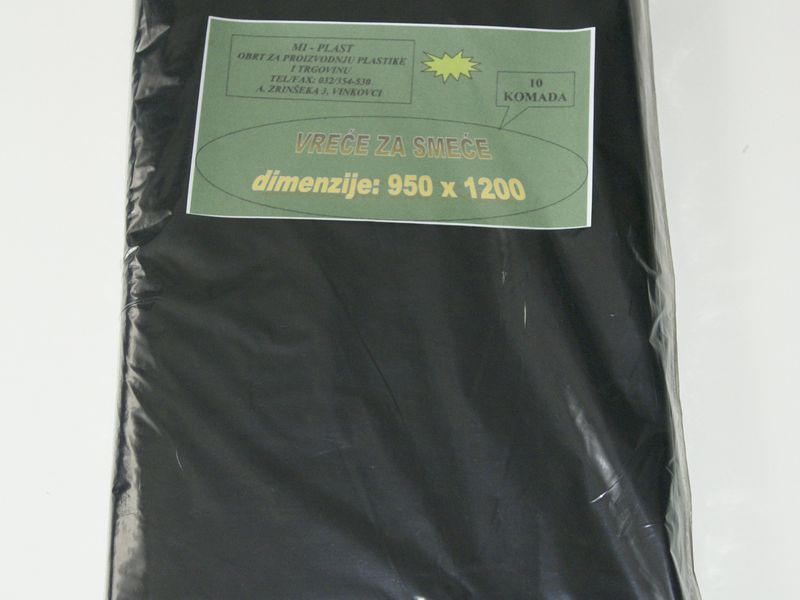 MI - PLAST
OBRT ZA PROIZVODNJU PLASTIKE
I TRGOVINU
TEL/FAX: 032/354-530
A. ZRINŠEKA 3, VINKOVCI
10
KOMADA
VREĆE ZA SMEĆE
dimenzije: 950 x 1200